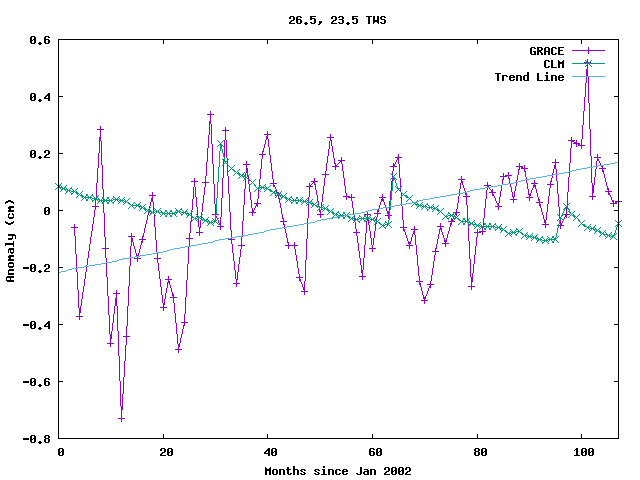 26.5, 23.5 TWS
GRACE
CLM
Trend Line
0.6
0.4
0.2
0
-0.2
-0.4
-0.6
-0.8
Anomaly (cm)
0 20 40 60 80 100
Months since Jan 2002